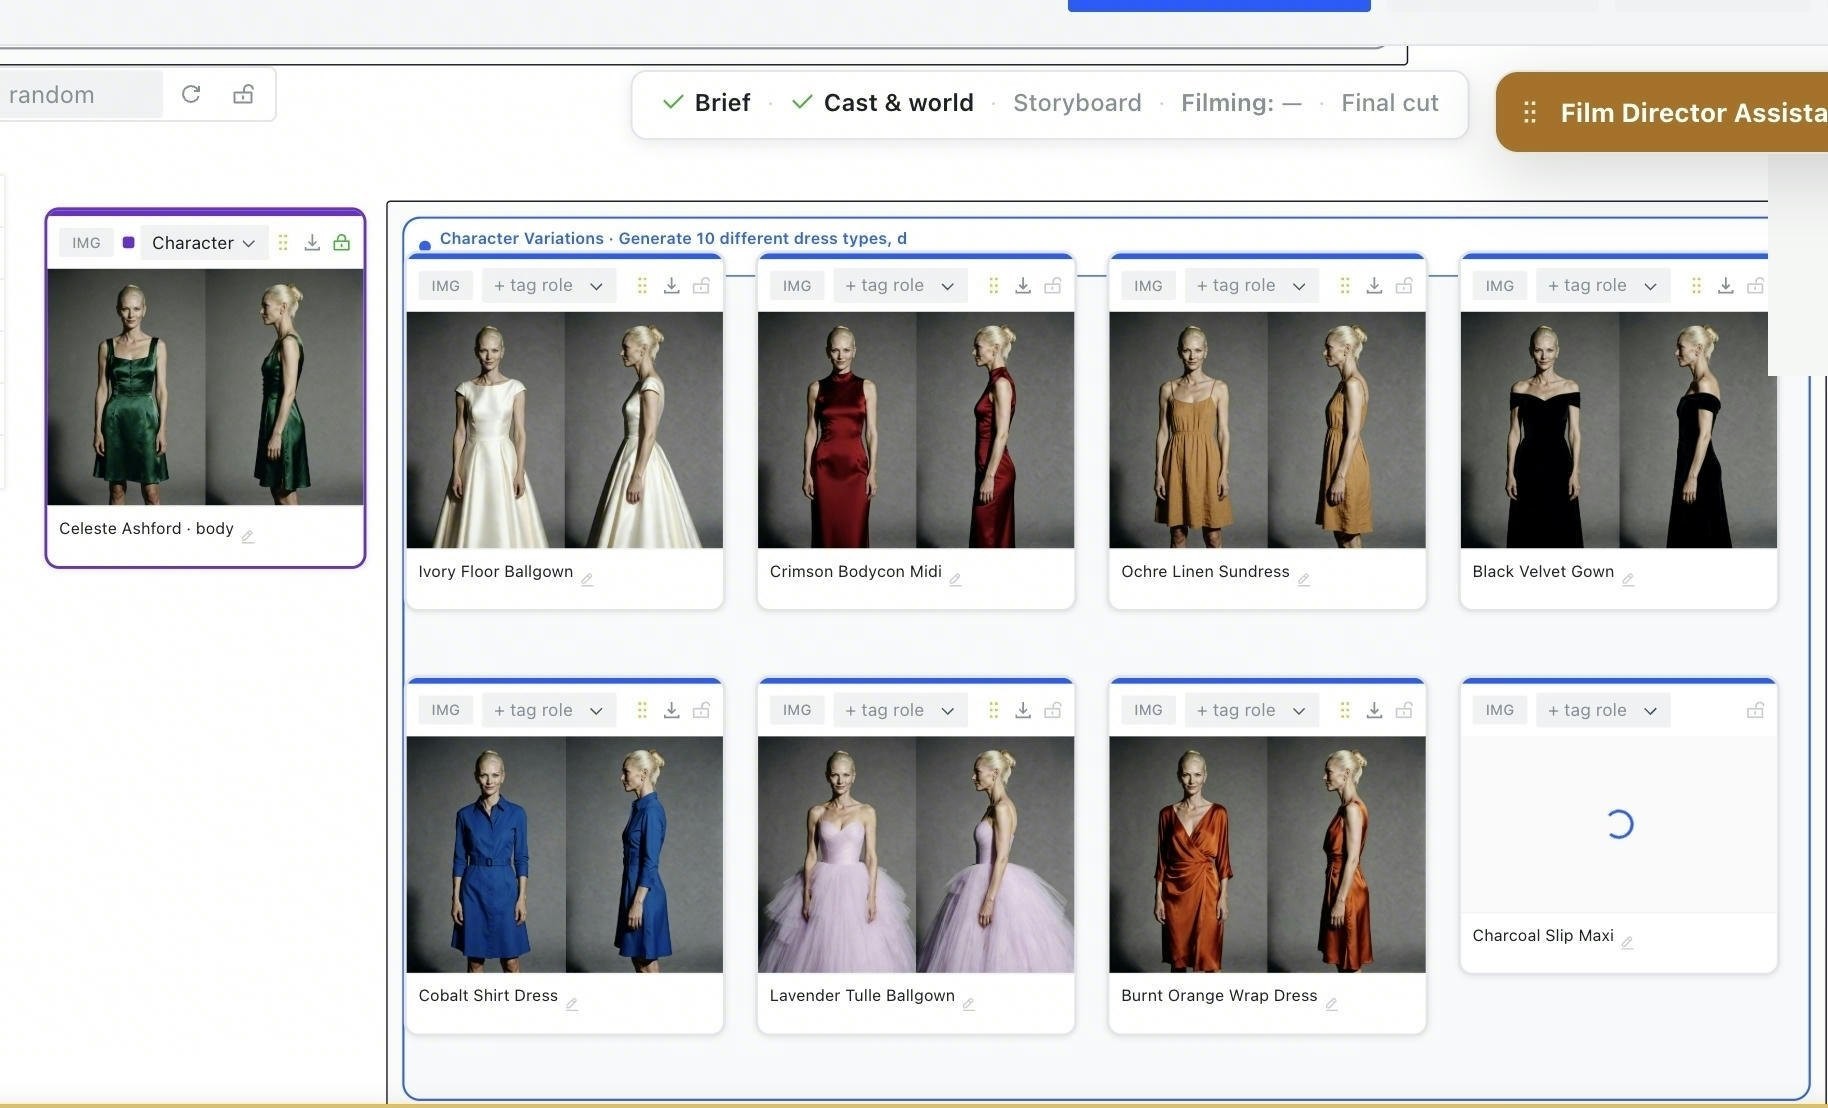 random
Brief · Cast & world · Storyboard · Filming: — · Final cut
Film Director Assista
IMG Character
Celeste Ashford · body
Character Variations · Generate 10 different dress types, d
IMG + tag role
IMG + tag role
IMG + tag role
IMG + tag role
Ivory Floor Ballgown
Crimson Bodycon Midi
Ochre Linen Sundress
Black Velvet Gown
IMG + tag role
IMG + tag role
IMG + tag role
IMG + tag role
Cobalt Shirt Dress
Lavender Tulle Ballgown
Burnt Orange Wrap Dress
Charcoal Slip Maxi